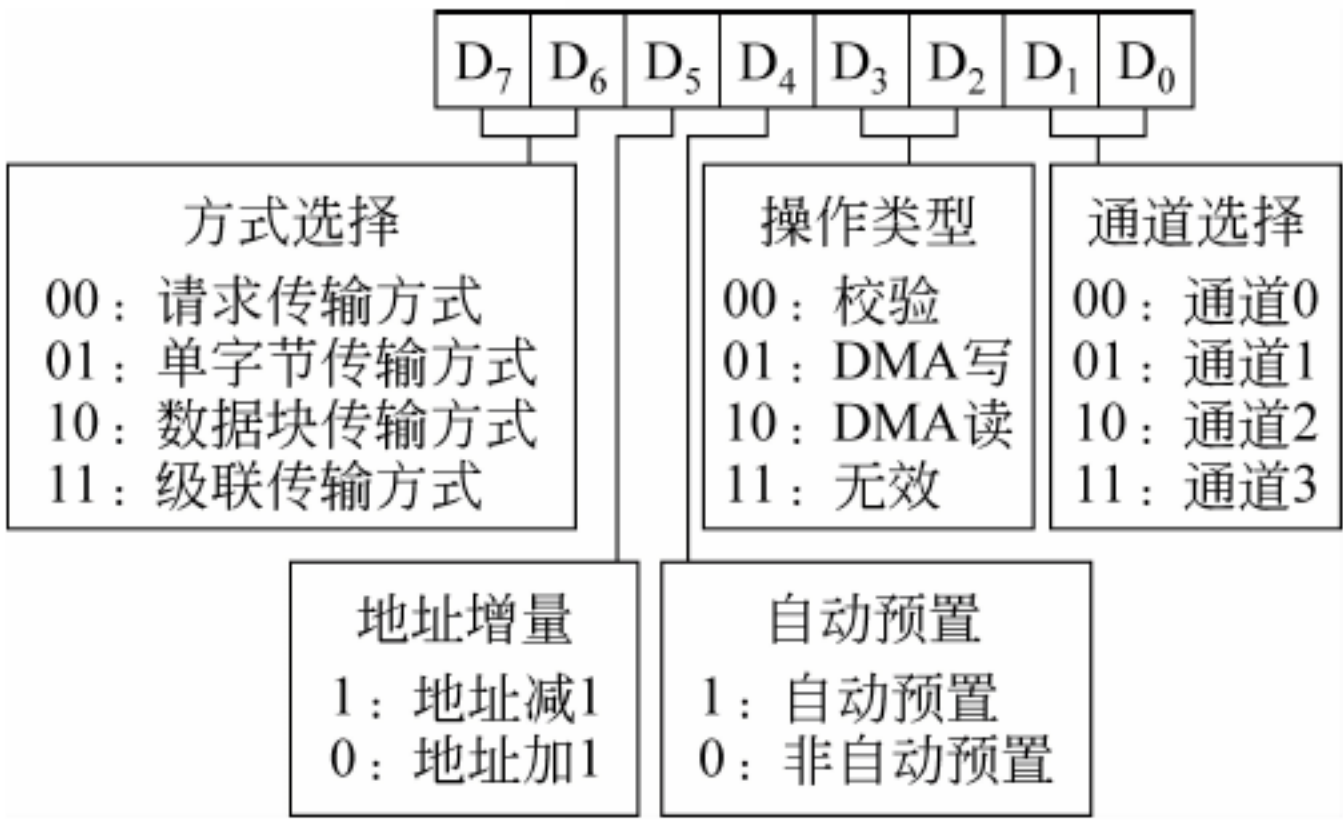 D₇ D₆ D₅ D₄ D₃ D₂ D₁ D₀
方式选择
00：请求传输方式
01：单字节传输方式
10：数据块传输方式
11：级联传输方式
操作类型
00：校验
01：DMA写
10：DMA读
11：无效
通道选择
00：通道0
01：通道1
10：通道2
11：通道3
地址增量
1：地址减1
0：地址加1
自动预置
1：自动预置
0：非自动预置